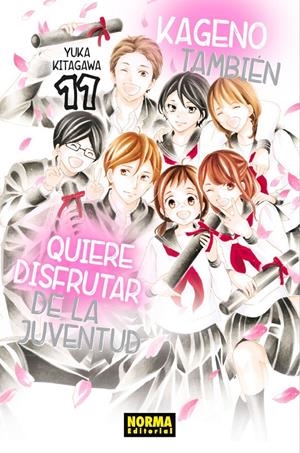 KAGENO
TAMBIÉN
YUKA
KITAGAWA
11
QUIERE
DISFRUTAR
DE LA
JUVENTUD
NORMA
Editorial